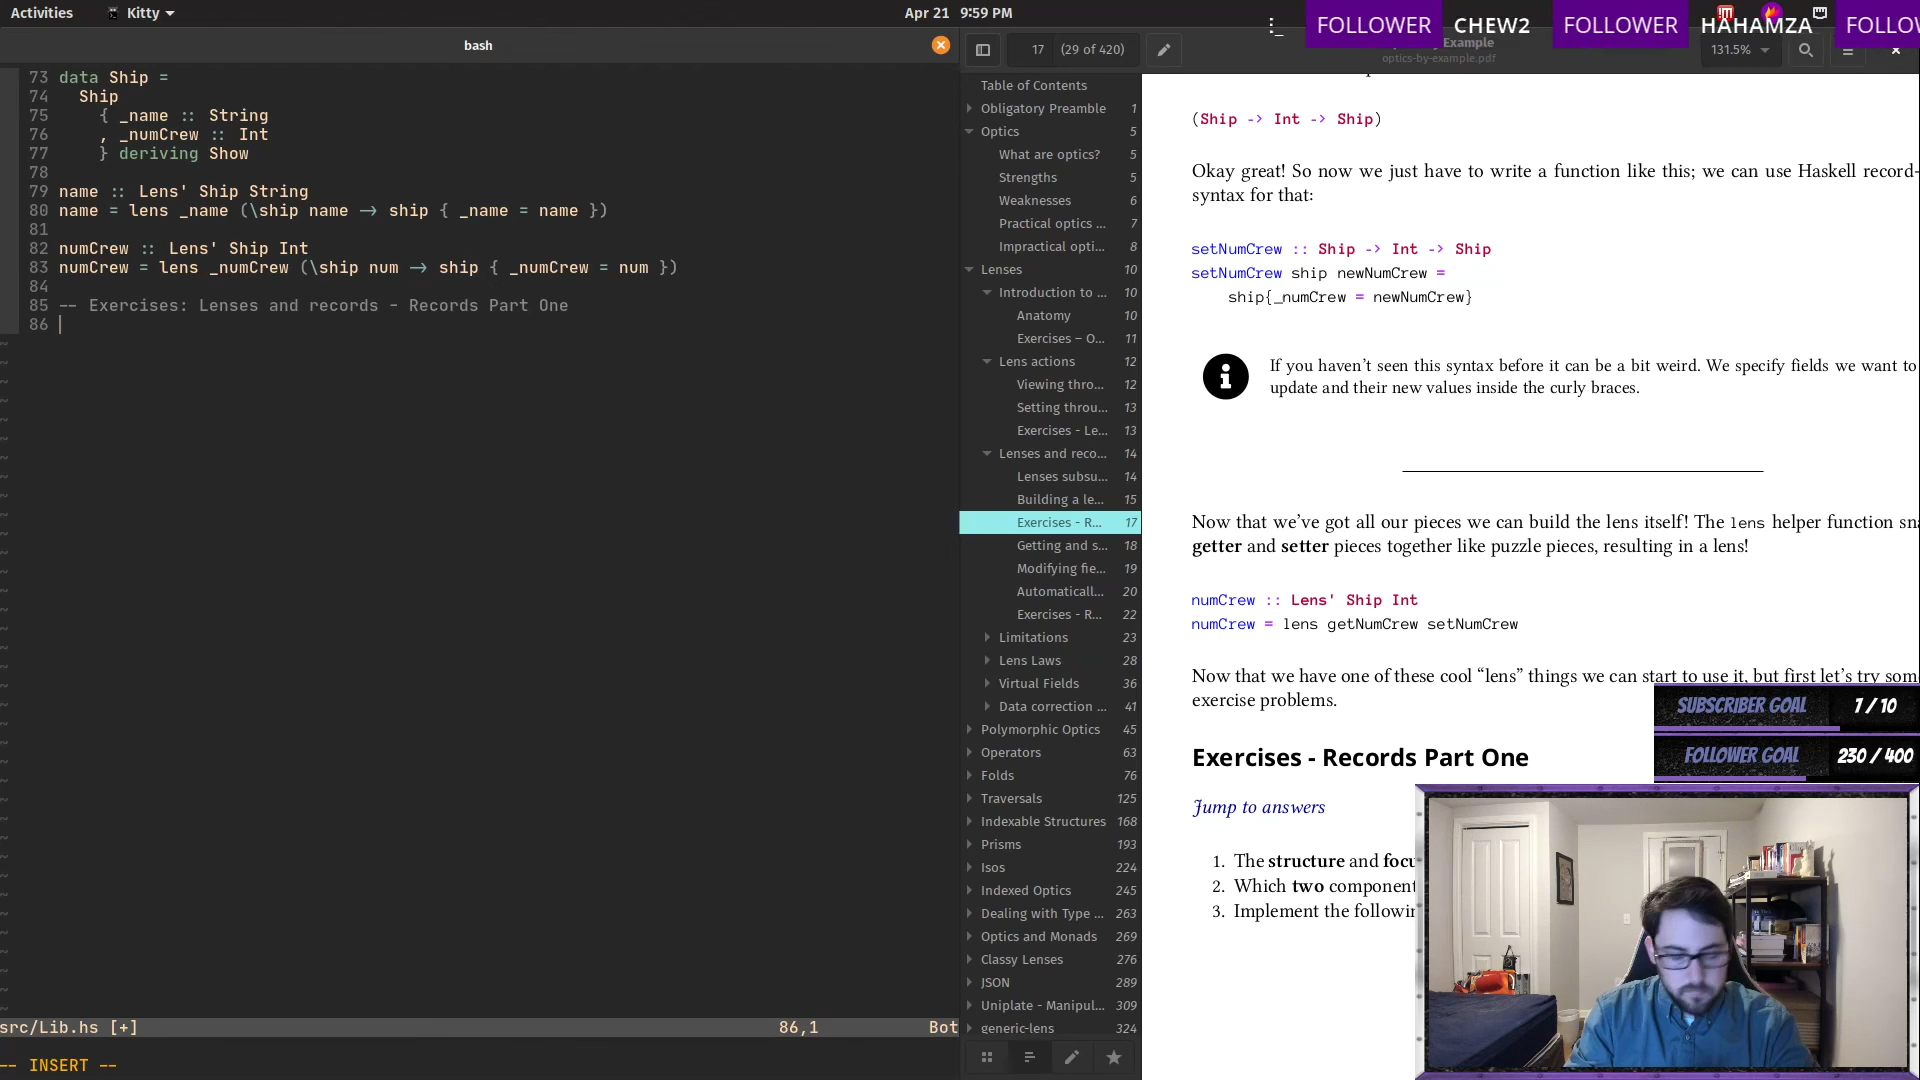 Activities
Kitty
Apr 21 9:59 PM
FOLLOWER CHEW2 FOLLOWER HAHAMZA FOLLOW
bash
73 data Ship =
74 Ship
75 { _name :: String
76 , _numCrew :: Int
77 } deriving Show
78
79 name :: Lens' Ship String
80 name = lens _name (\ship name → ship { _name = name })
81
82 numCrew :: Lens' Ship Int
83 numCrew = lens _numCrew (\ship num → ship { _numCrew = num })
84
85 -- Exercises: Lenses and records - Records Part One
86
src/Lib.hs [+] 86,1 Bot
-- INSERT --
17 (29 of 420)
Example
optics-by-example.pdf
131.5%
Table of Contents
Obligatory Preamble 1
Optics 5
What are optics? 5
Strengths 5
Weaknesses 6
Practical optics ... 7
Impractical opti... 8
Lenses 10
Introduction to ... 10
Anatomy 10
Exercises – O... 11
Lens actions 12
Viewing thro... 12
Setting throu... 13
Exercises - Le... 13
Lenses and reco... 14
Lenses subsu... 14
Building a le... 15
Exercises - R... 17
Getting and s... 18
Modifying fie... 19
Automaticall... 20
Exercises - R... 22
Limitations 23
Lens Laws 28
Virtual Fields 36
Data correction ... 41
Polymorphic Optics 45
Operators 63
Folds 76
Traversals 125
Indexable Structures 168
Prisms 193
Isos 224
Indexed Optics 245
Dealing with Type ... 263
Optics and Monads 269
Classy Lenses 276
JSON 289
Uniplate - Manipul... 309
generic-lens 324
(Ship -> Int -> Ship)
Okay great! So now we just have to write a function like this; we can use Haskell record-
syntax for that:
setNumCrew :: Ship -> Int -> Ship
setNumCrew ship newNumCrew =
ship{_numCrew = newNumCrew}
If you haven't seen this syntax before it can be a bit weird. We specify fields we want to
update and their new values inside the curly braces.
Now that we've got all our pieces we can build the lens itself! The lens helper function sn
getter and setter pieces together like puzzle pieces, resulting in a lens!
numCrew :: Lens' Ship Int
numCrew = lens getNumCrew setNumCrew
Now that we have one of these cool “lens” things we can start to use it, but first let's try som
exercise problems.
Exercises - Records Part One
Jump to answers
1. The structure and focu
2. Which two component
3. Implement the followin
SUBSCRIBER GOAL 7 / 10
FOLLOWER GOAL 230 / 400